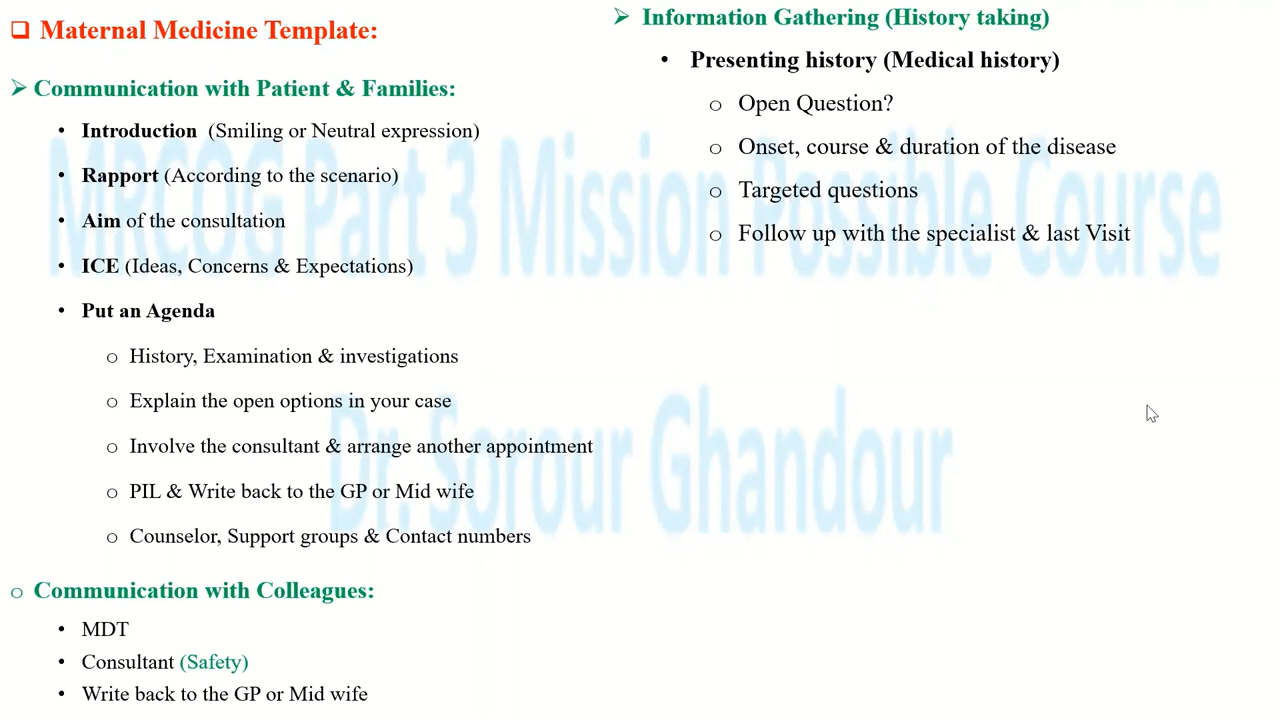 Maternal Medicine Template:
Communication with Patient & Families:
Introduction (Smiling or Neutral expression)
Rapport (According to the scenario)
Aim of the consultation
ICE (Ideas, Concerns & Expectations)
Put an Agenda
History, Examination & investigations
Explain the open options in your case
Involve the consultant & arrange another appointment
PIL & Write back to the GP or Mid wife
Counselor, Support groups & Contact numbers
Communication with Colleagues:
MDT
Consultant (Safety)
Write back to the GP or Mid wife
Information Gathering (History taking)
Presenting history (Medical history)
Open Question?
Onset, course & duration of the disease
Targeted questions
Follow up with the specialist & last Visit
MRCOG Part 3 Mission Possible Course
Dr. Sorour Ghandour